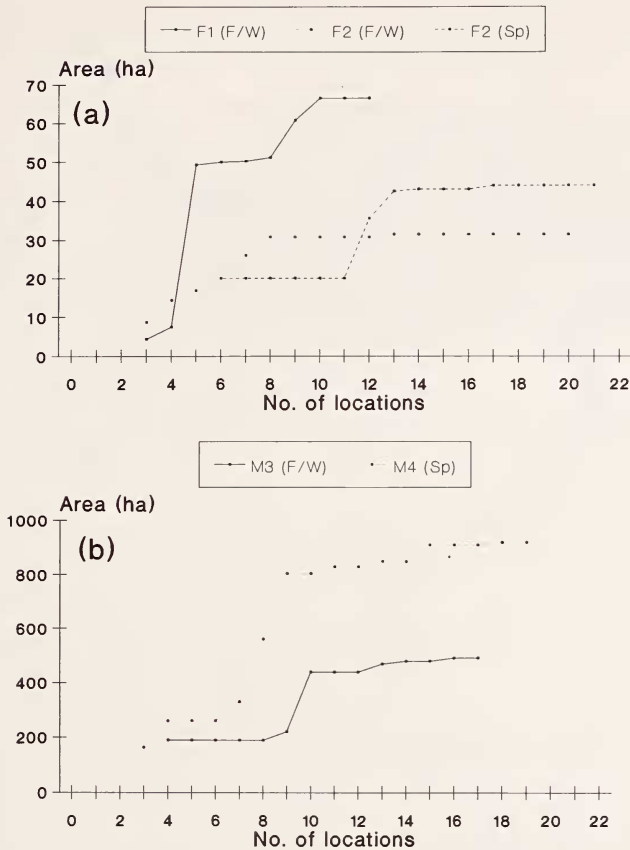 F1 (F/W) F2 (F/W) F2 (Sp)
Area (ha)
(a)
70
60
50
40
30
20
10
0
0 2 4 6 8 10 12 14 16 18 20 22
No. of locations
M3 (F/W) M4 (Sp)
Area (ha)
(b)
1000
800
600
400
200
0
0 2 4 6 8 10 12 14 16 18 20 22
No. of locations